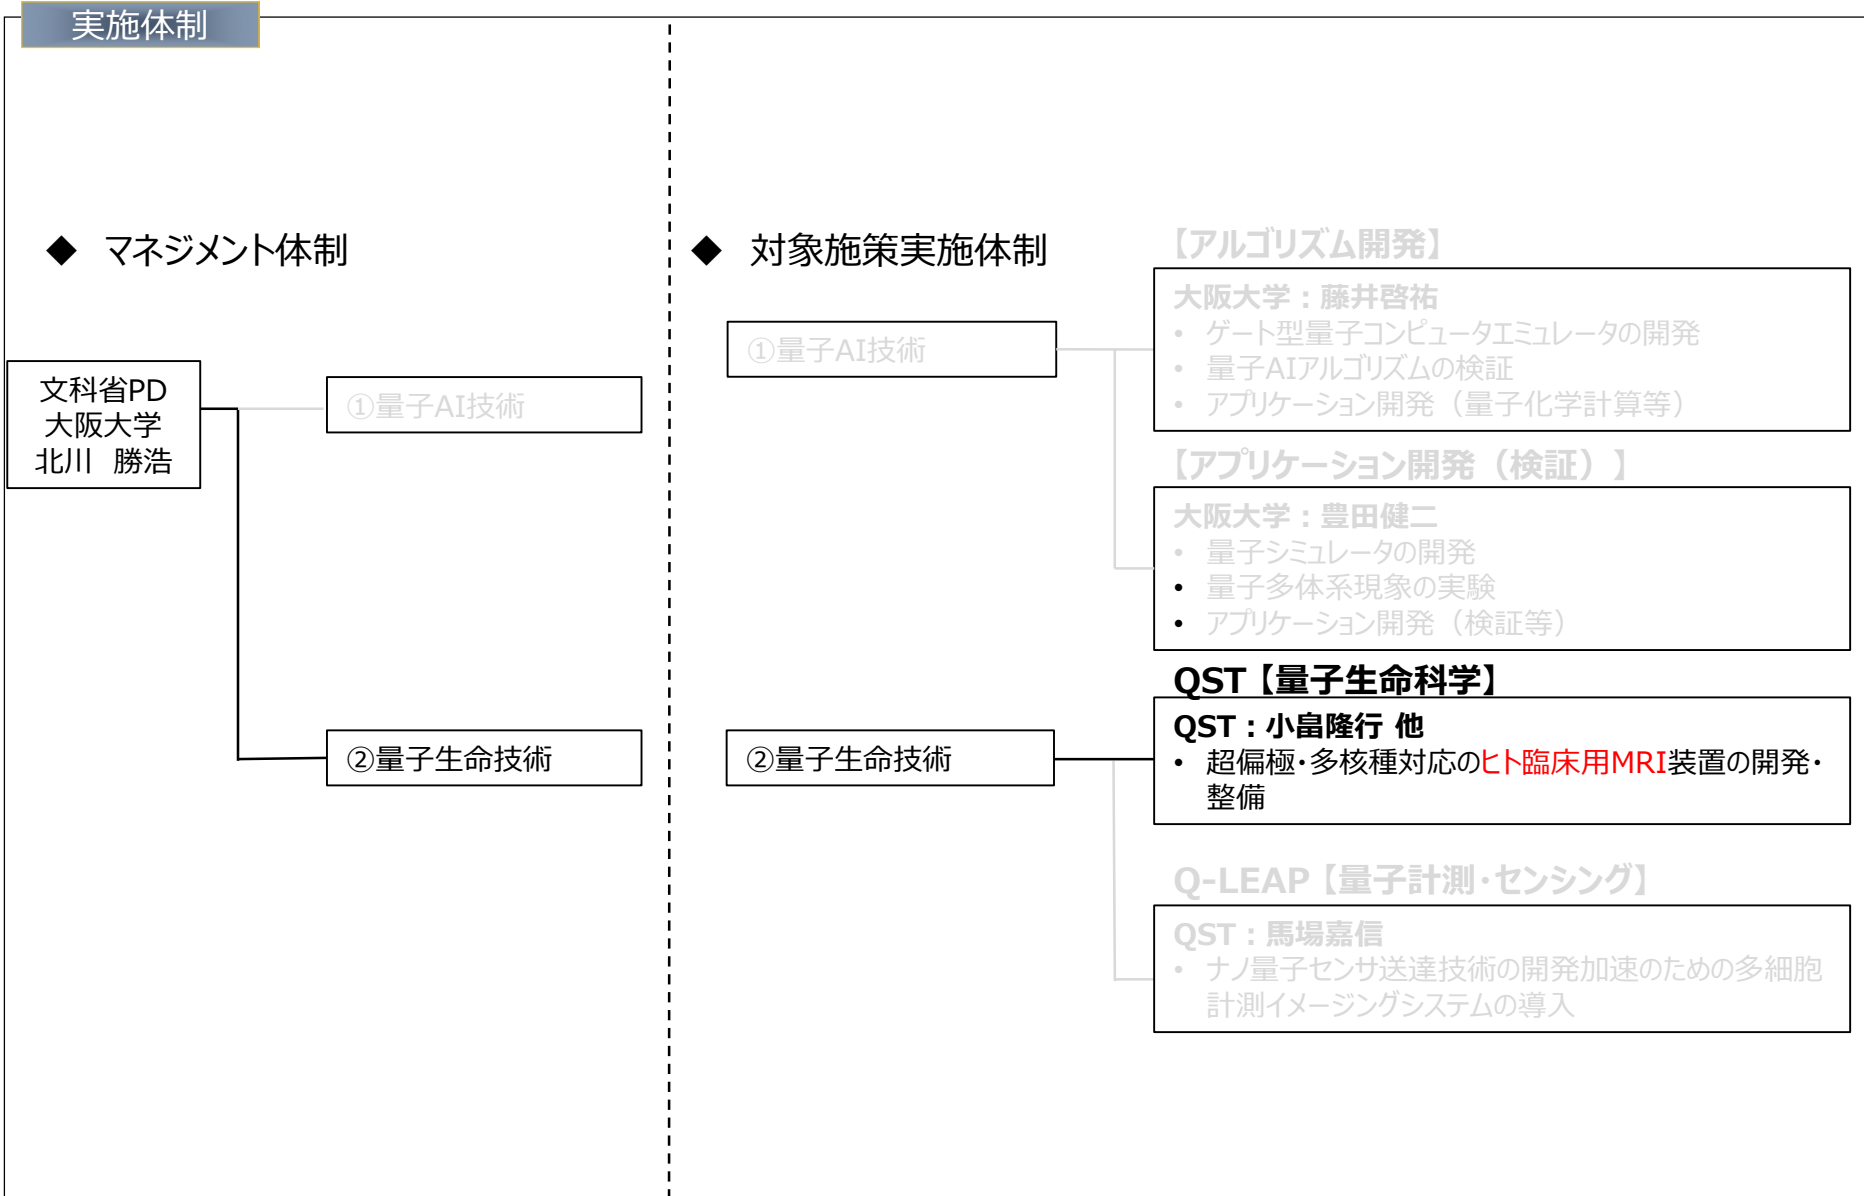 実施体制
◆ マネジメント体制
文科省PD
大阪大学
北川　勝浩
①量子AI技術
②量子生命技術
◆ 対象施策実施体制
①量子AI技術
【アルゴリズム開発】
大阪大学：藤井啓祐
• ゲート型量子コンピュータエミュレータの開発
• 量子AIアルゴリズムの検証
• アプリケーション開発（量子化学計算等）
【アプリケーション開発（検証）】
大阪大学：豊田健二
• 量子シミュレータの開発
• 量子多体系現象の実験
• アプリケーション開発（検証等）
②量子生命技術
QST【量子生命科学】
QST：小畠隆行 他
• 超偏極・多核種対応のヒト臨床用MRI装置の開発・
整備
Q-LEAP【量子計測・センシング】
QST：馬場嘉信
• ナノ量子センサ送達技術の開発加速のための多細胞
計測イメージングシステムの導入